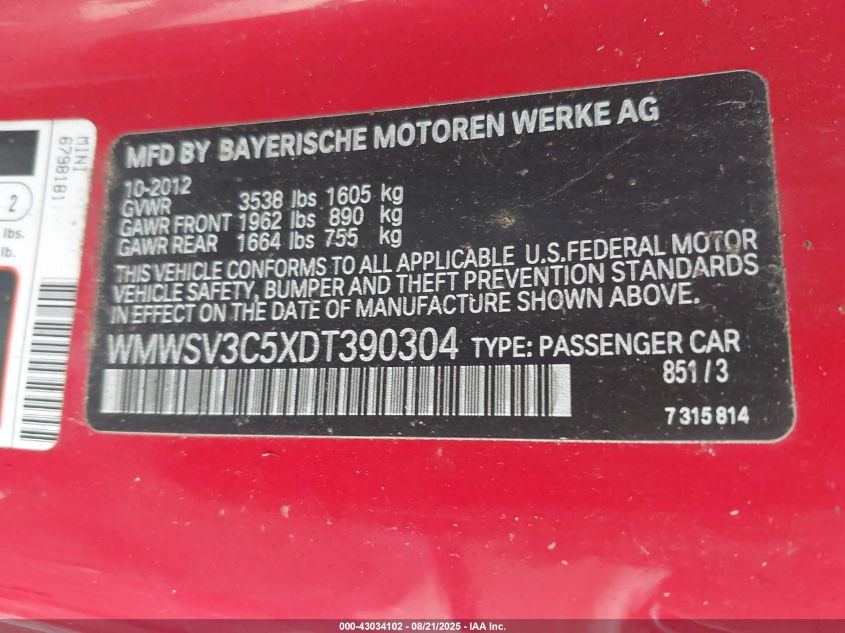 MINI
6798181
2
lbs.
lb.
MFD BY BAYERISCHE MOTOREN WERKE AG
10-2012
GVWR 3538 lbs 1605 kg
GAWR FRONT 1962 lbs 890 kg
GAWR REAR 1664 lbs 755 kg
THIS VEHICLE CONFORMS TO ALL APPLICABLE U.S.FEDERAL MOTOR
VEHICLE SAFETY, BUMPER AND THEFT PREVENTION STANDARDS
IN EFFECT ON THE DATE OF MANUFACTURE SHOWN ABOVE.
WMWSV3C5XDT390304 TYPE: PASSENGER CAR
851/3
7315814
000-43034102 - 08/21/2025 - IAA Inc.